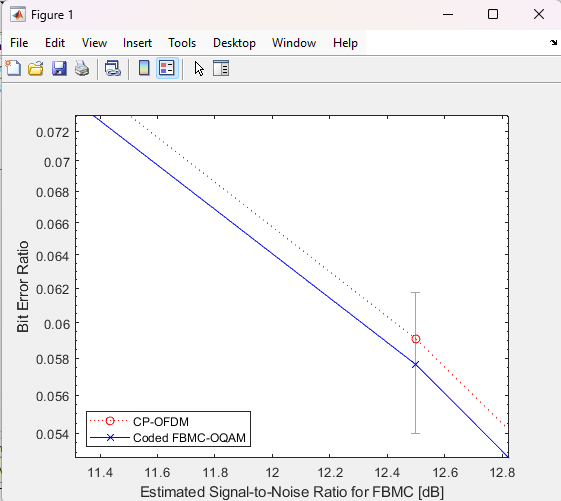 Figure 1
File Edit View Insert Tools Desktop Window Help
0.072
0.07
0.068
0.066
0.064
0.062
0.06
0.058
0.056
0.054
Bit Error Ratio
CP-OFDM
Coded FBMC-OQAM
11.4 11.6 11.8 12 12.2 12.4 12.6 12.8
Estimated Signal-to-Noise Ratio for FBMC [dB]